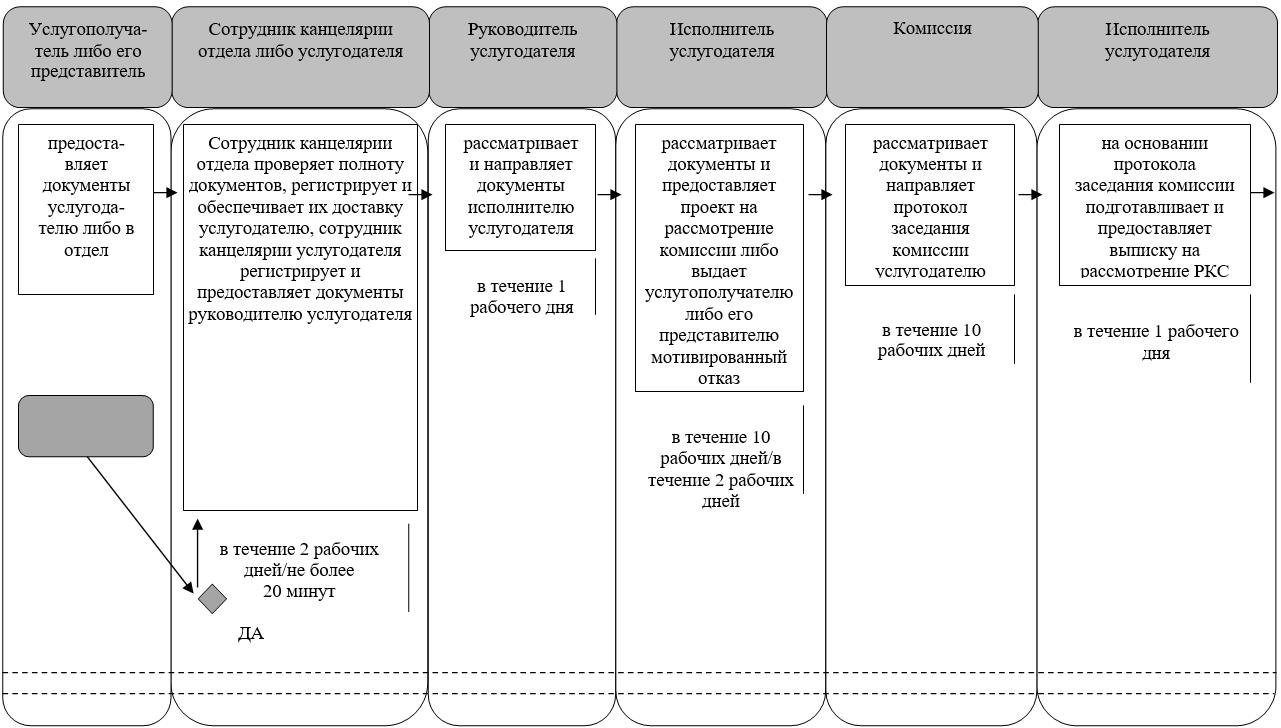 Услугополуча-
тель либо его
представитель
Сотрудник канцелярии
отдела либо услугодателя
Руководитель
услугодателя
Исполнитель
услугодателя
Комиссия
Исполнитель
услугодателя
предоста-
вляет
документы
услугода-
телю либо в
отдел
Сотрудник канцелярии
отдела проверяет полноту
документов, регистрирует и
обеспечивает их доставку
услугодателю, сотрудник
канцелярии услугодателя
регистрирует и
предоставляет документы
руководителю услугодателя
в течение 2 рабочих
дней/не более
20 минут
ДА
рассматривает
и направляет
документы
исполнителю
услугодателя
в течение 1
рабочего дня
рассматривает
документы и
предоставляет
проект на
рассмотрение
комиссии либо
выдает
услугополучателю
либо его
представителю
мотивированный
отказ
в течение 10
рабочих дней/в
течение 2 рабочих
дней
рассматривает
документы и
направляет
протокол
заседания
комиссии
услугодателю
в течение 10
рабочих дней
на основании
протокола
заседания комиссии
подготавливает и
предоставляет
выписку на
рассмотрение РКС
в течение 1 рабочего
дня